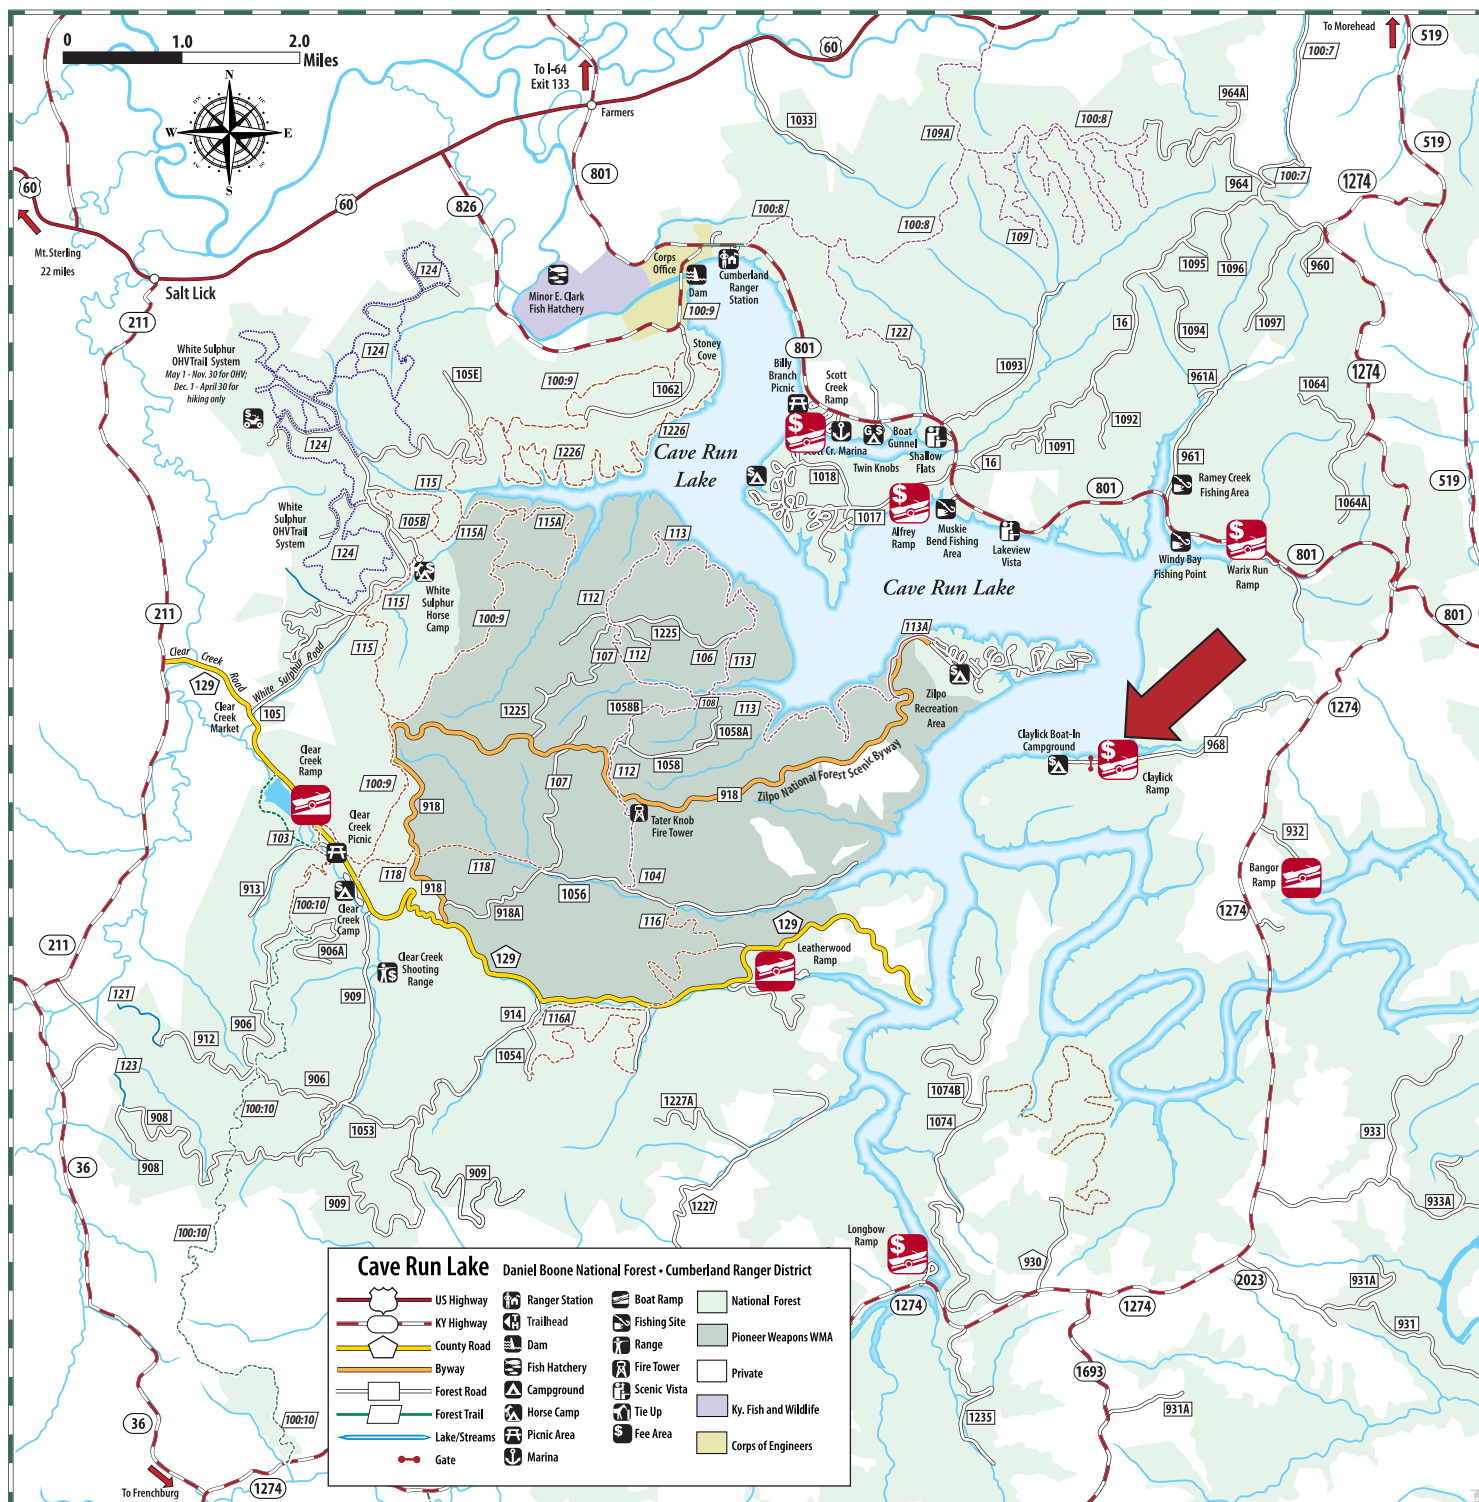 0 1.0 2.0
Miles
N
nw
ne
W
E
sw
se
S
To I-64
Exit 133
60
To Morehead
519
100:7
Farmers
1033
964A
109A
100:8
519
60
60
801
826
964
100:7
1274
Mt. Sterling
22 miles
Salt Lick
211
124
100:8
100:8
109
Corps
Office
Minor E. Clark
Fish Hatchery
Dam
Cumberland
Ranger
Station
100:9
1095
1096
960
White Sulphur
OHV Trail System
May 1 - Nov. 30 for OHV;
Dec. 1 - April 30 for
hiking only
124
Stoney
Cove
122
16
1094
1097
801
1093
Billy
Branch
Picnic
Scott
Creek
Ramp
105E
100:9
1062
961A
1064
1274
1226
1092
124
1226
Cave Run
Lake
$
Scott Cr. Marina
G $
Boat
Gunnel
Twin Knobs
Shallow
Flats
1091
16
961
Ramey Creek
Fishing Area
519
115
$
1018
801
White
Sulphur
OHV Trail
System
105B
115A
115A
1017
$
Alfrey
Ramp
Muskie
Bend Fishing
Area
Lakeview
Vista
1064A
124
113
Windy Bay
Fishing Point
$
Warix Run
Ramp
801
White
Sulphur
Horse
Camp
115
112
Cave Run Lake
211
100:9
1225
113A
801
115
107
112
106
113
Clear Creek Road
129
White Sulphur Road
Zilpo
Recreation
Area
Clear
Creek
Market
105
1225
1058B
108
113
1058A
1274
Claylick Boat-In
Campground
968
Clear
Creek
Ramp
112
1058
$
Claylick
Ramp
Zilpo National Forest Scenic Byway
100:9
918
107
918
Tater Knob
Fire Tower
Clear
Creek
Picnic
932
103
Bangor
Ramp
118
118
104
913
918
1056
100:10
Clear
Creek
Camp
918A
116
129
1274
211
906A
Clear Creek
Shooting
Range
129
Leatherwood
Ramp
121
909
914
116A
906
912
1054
123
906
1074B
1227A
908
100:10
1053
1074
933
36
908
909
909
1227
933A
Longbow
Ramp
100:10
$
930
2023
931A
1274
1274
931
1693
931A
1235
36
100:10
To Frenchburg
1274
Cave Run Lake Daniel Boone National Forest • Cumberland Ranger District
US Highway
KY Highway
County Road
Byway
Forest Road
Forest Trail
Lake/Streams
Gate
Ranger Station
Trailhead
Dam
Fish Hatchery
Campground
Horse Camp
Picnic Area
Marina
Boat Ramp
Fishing Site
Range
Fire Tower
Scenic Vista
Tie Up
$ Fee Area
National Forest
Pioneer Weapons WMA
Private
Ky. Fish and Wildlife
Corps of Engineers